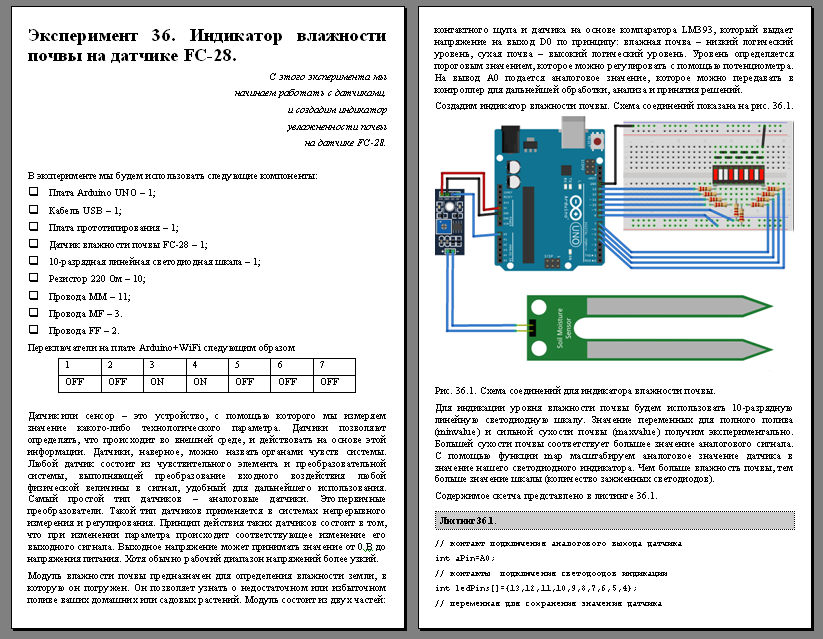 Эксперимент 36. Индикатор влажности
почвы на датчике FC-28.
С этого эксперимента мы
начинаем работать с датчиками,
и создадим индикатор
увлажненности почвы
на датчике FC-28.
В эксперименте мы будем использовать следующие компоненты:
Плата Arduino UNO – 1;
Кабель USB – 1;
Плата прототипирования – 1;
Датчик влажности почвы FC-28 – 1;
10-разрядная линейная светодиодная шкала – 1;
Резистор 220 Ом – 10;
Провода MM – 11;
Провода MF – 3.
Провода FF – 2.
Переключатели на плате Arduino+WiFi следующим образом
1 2 3 4 5 6 7
OFF OFF ON ON OFF OFF OFF
Датчик или сенсор – это устройство, с помощью которого мы измеряем
значение какого-либо технологического параметра. Датчики позволяют
определять, что происходит во внешней среде, и действовать на основе этой
информации. Датчики, наверное, можно назвать органами чувств системы.
Любой датчик состоит из чувствительного элемента и преобразовательной
системы, выполняющей преобразование входного воздействия любой
физической величины в сигнал, удобный для дальнейшего использования.
Самый простой тип датчиков – аналоговые датчики. Это первичные
преобразователи. Такой тип датчиков применяется в системах непрерывного
измерения и регулирования. Принцип действия таких датчиков состоит в том,
что при изменении параметра происходит соответствующее изменение его
выходного сигнала. Выходное напряжение может принимать значение от 0 В до
напряжения питания. Хотя обычно рабочий диапазон напряжений более узкий.
Модуль влажности почвы предназначен для определения влажности земли, в
которую он погружен. Он позволяет узнать о недостаточном или избыточном
поливе ваших домашних или садовых растений. Модуль состоит из двух частей:
контактного щупа и датчика на основе компаратора LM393, который выдает
напряжение на выход D0 по принципу: влажная почва – низкий логический
уровень, сухая почва – высокий логический уровень. Уровень определяется
пороговым значением, которое можно регулировать с помощью потенциометра.
На вывод A0 подается аналоговое значение, которое можно передавать в
контроллер для дальнейшей обработки, анализа и принятия решений.
Создадим индикатор влажности почвы. Схема соединений показана на рис. 36.1.
UNO
Soil Moisture
Sensor
Рис. 36.1. Схема соединений для индикатора влажности почвы.
Для индикации уровня влажности почвы будем использовать 10-разрядную
линейную светодиодную шкалу. Значение переменных для полного полива
(minvalue) и сильной сухости почвы (maxvalue) получим экспериментально.
Большей сухости почвы соответствует большее значение аналогового сигнала.
С помощью функции map масштабируем аналоговое значение датчика в
значение нашего светодиодного индикатора. Чем больше влажность почвы, тем
больше значение шкалы (количество зажженных светодиодов).
Содержимое скетча представлено в листинге 36.1.
Листинг 36.1.
// контакт подключения аналогового выхода датчика
int aPin=A0;
// контакты подключения светодиодов индикации
int ledPins[]={13,12,11,10,9,8,7,6,5,4};
// переменная для сохранения значения датчика